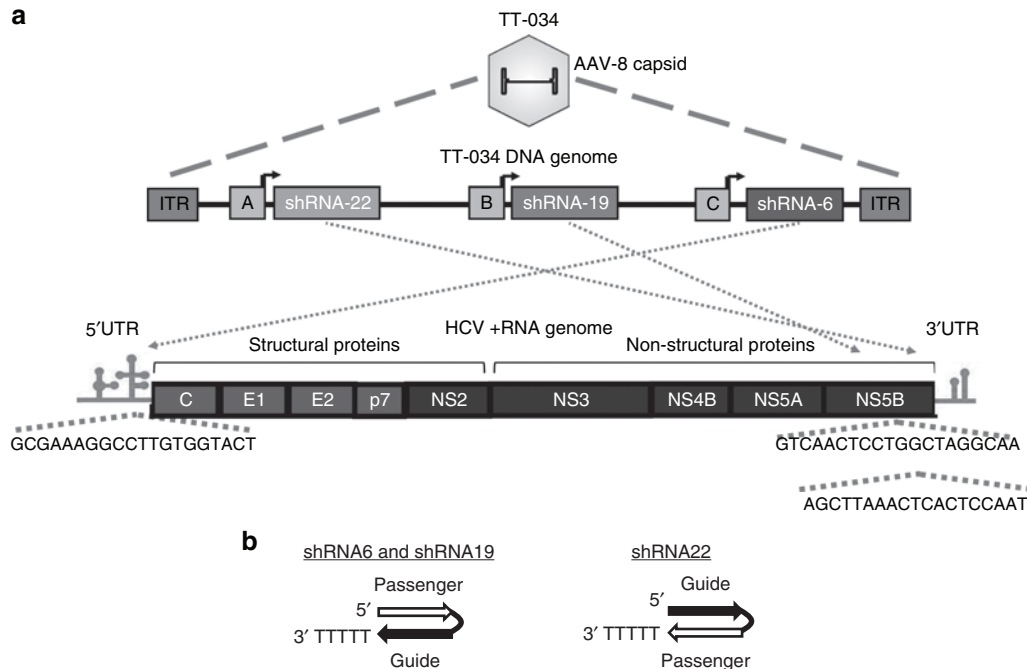 a
TT-034
AAV-8 capsid
TT-034 DNA genome
ITR A shRNA-22 B shRNA-19 C shRNA-6 ITR
5′UTR HCV +RNA genome 3′UTR
Structural proteins Non-structural proteins
C E1 E2 p7 NS2 NS3 NS4B NS5A NS5B
GCGAAAGGCCTTGTGGTACT GTCAACTCCTGGCTAGGCAA
AGCTTAAACTCACTCCAAT
b
shRNA6 and shRNA19 shRNA22
Passenger Guide
5′ 5′
3′ TTTTT 3′ TTTTT
Guide Passenger